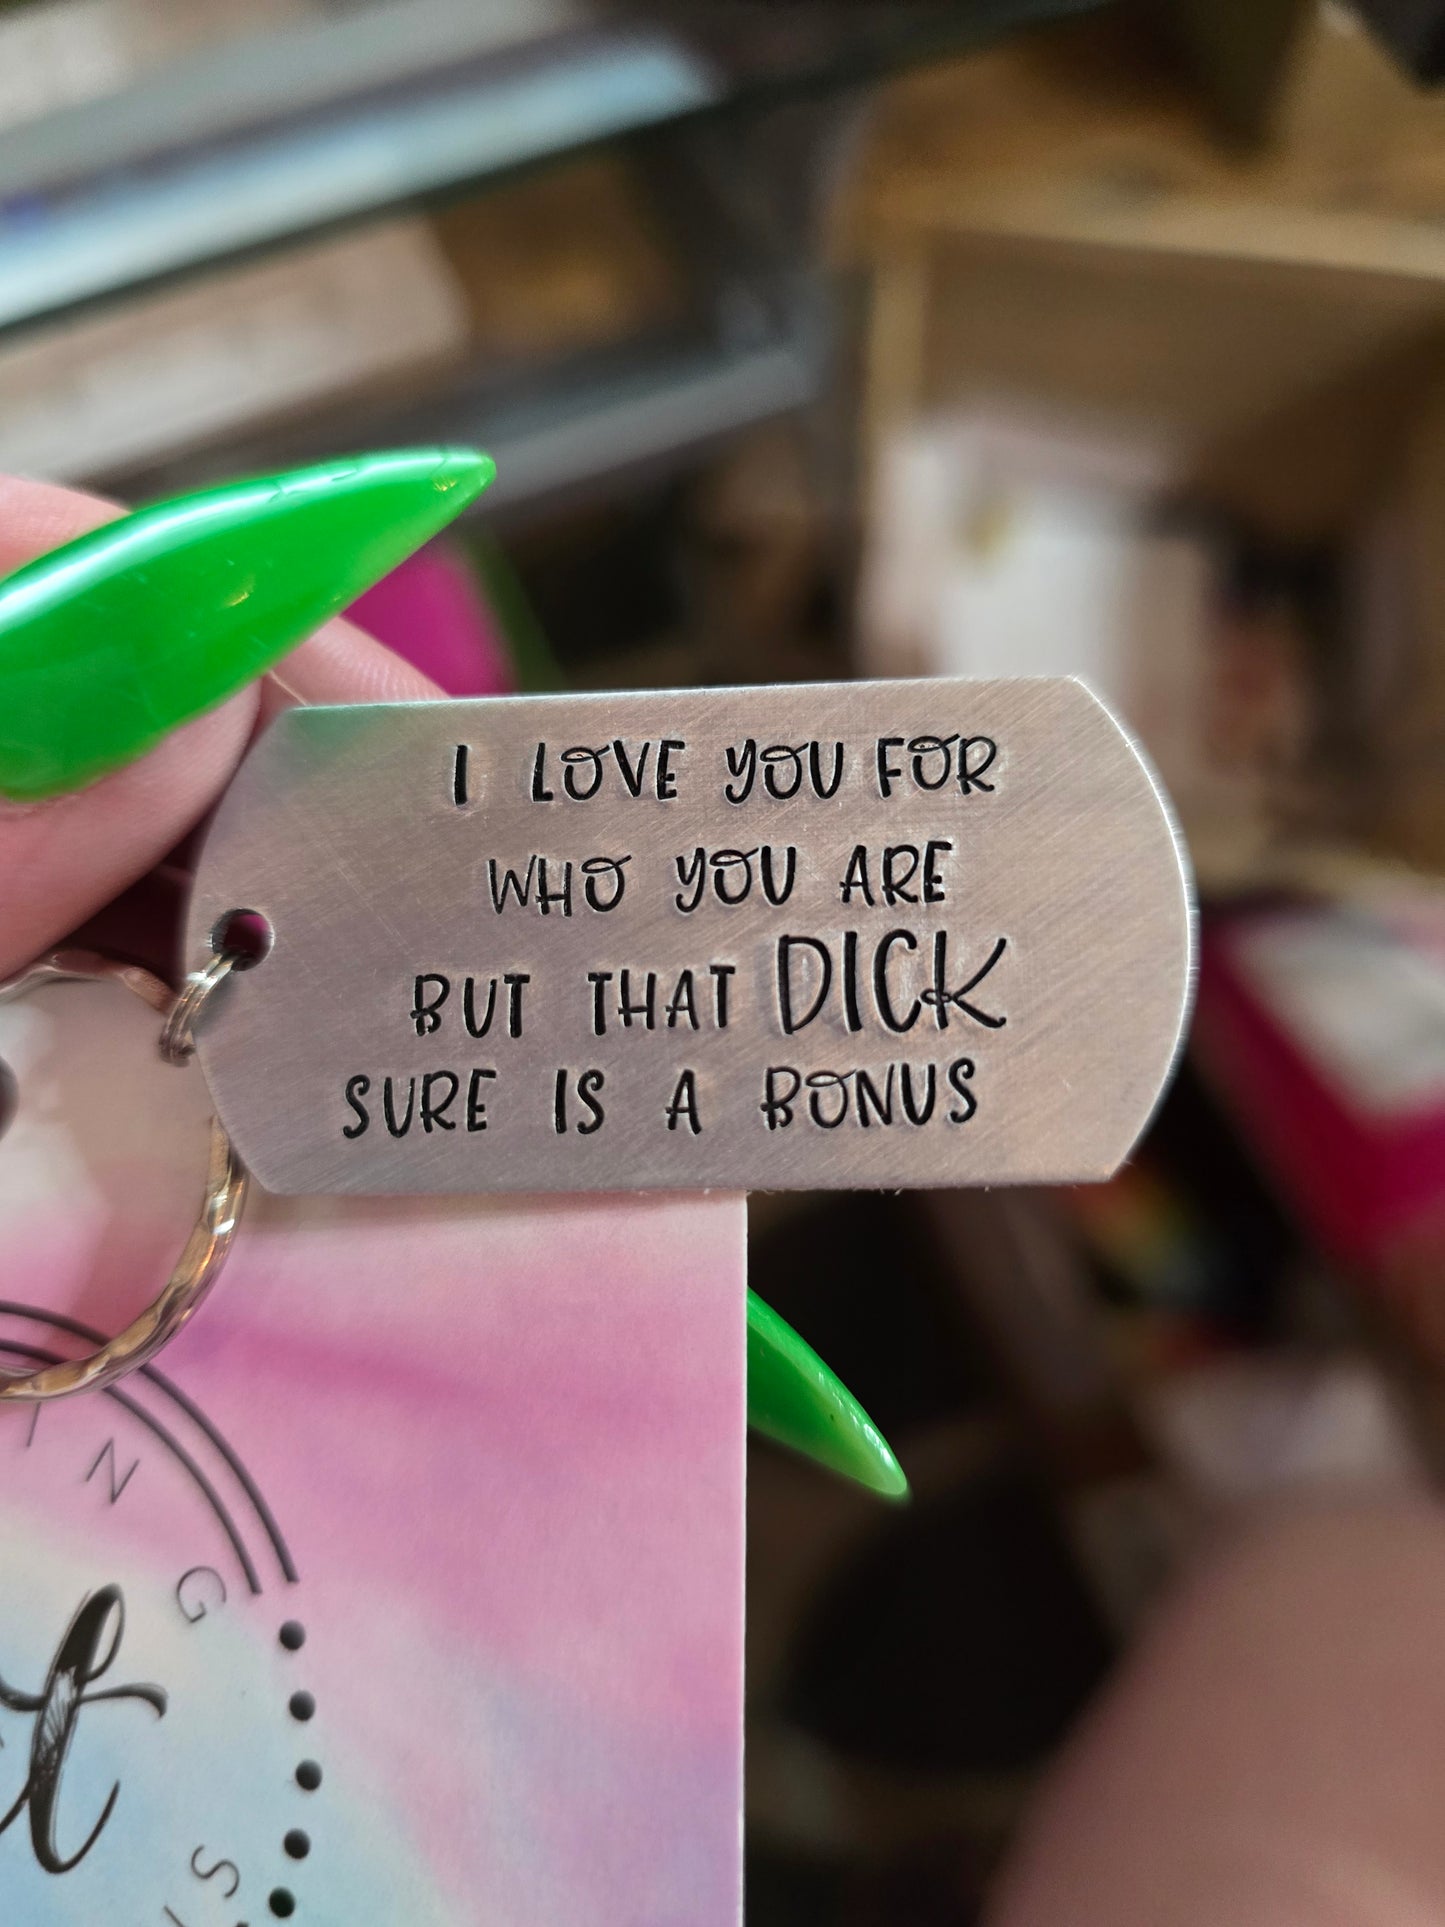 I LOVE YOU FOR
WHO YOU ARE
BUT THAT DICK
SURE IS A BONUS